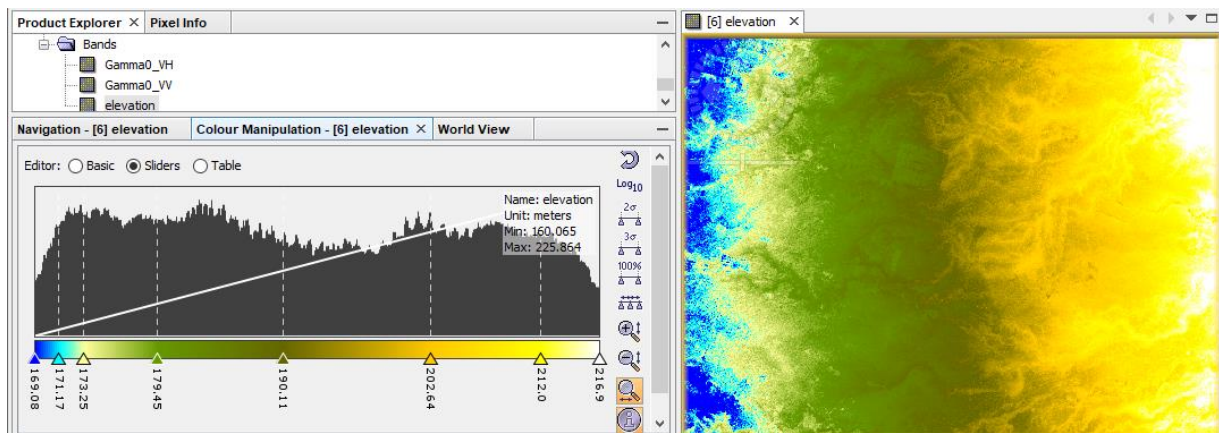 Product Explorer × Pixel Info
Bands
Gamma0_VH
Gamma0_VV
elevation
Navigation - [6] elevation Colour Manipulation - [6] elevation × World View
Editor: Basic Sliders Table
Name: elevation
Unit: meters
Min: 160.065
Max: 225.864
Log10
2σ
3σ
100%
169.08 171.17 173.25 179.45 190.11 202.64 212.0 216.9
[6] elevation ×